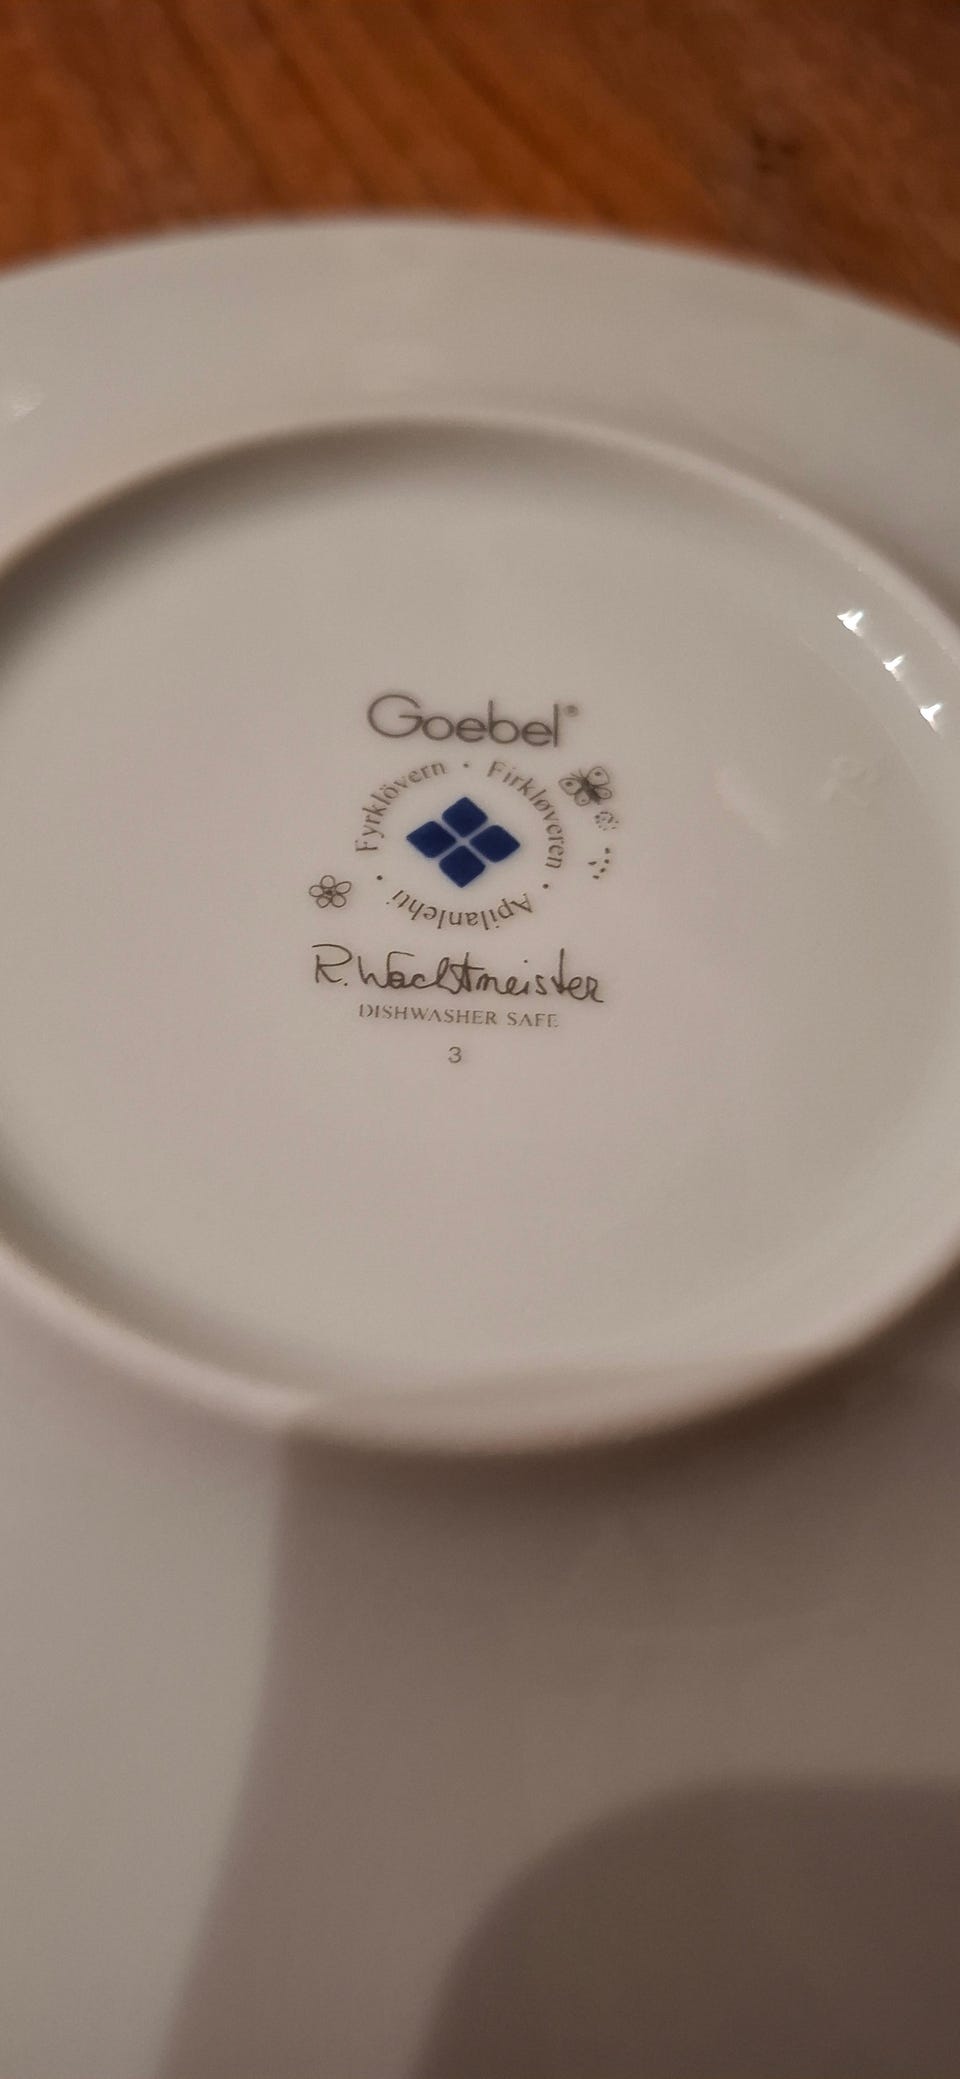 Goebel®
Fyrklövern · Firkløveren · Apilanlehti ·
R. Wachtmeister
DISHWASHER SAFE
3